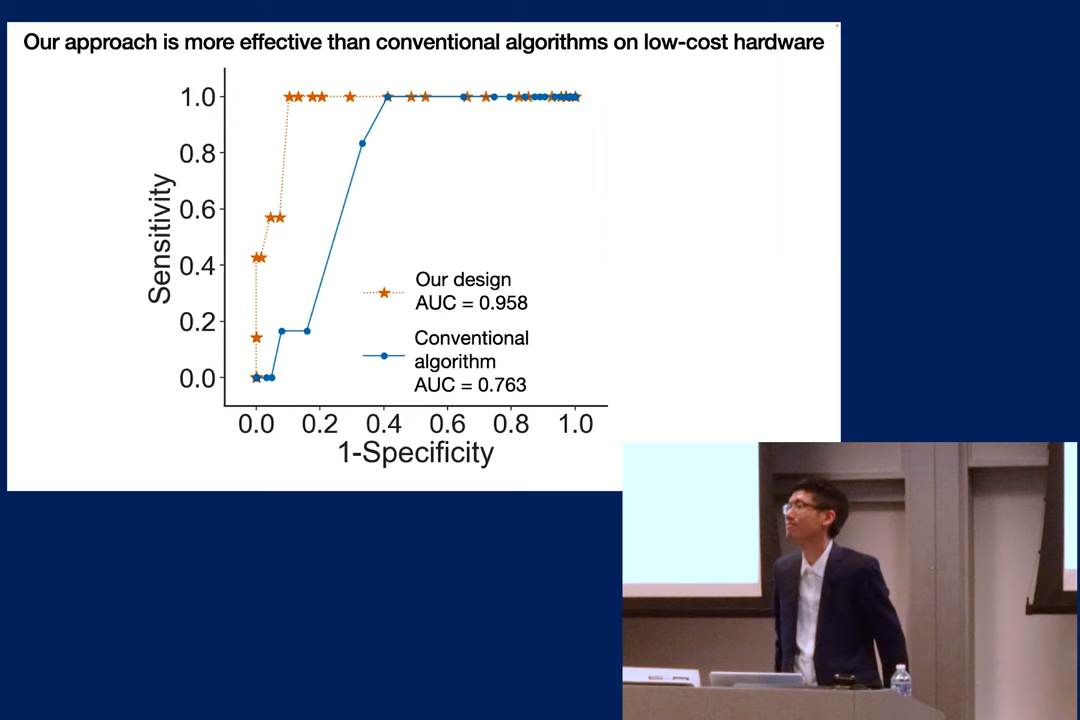 Our approach is more effective than conventional algorithms on low-cost hardware
1.0
0.8
0.6
0.4
0.2
0.0
Sensitivity
Our design
AUC = 0.958
Conventional
algorithm
AUC = 0.763
0.0 0.2 0.4 0.6 0.8 1.0
1-Specificity